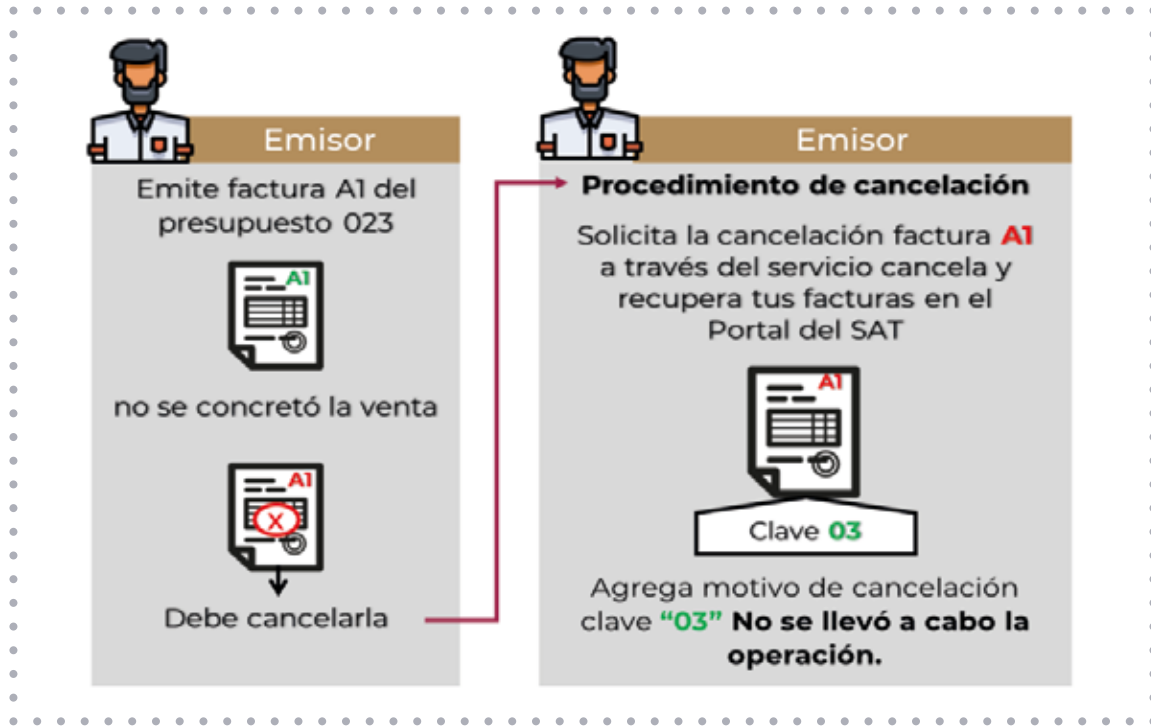 Emisor
Emite factura A1 del
presupuesto 023
A1
no se concretó la venta
A1
X
Debe cancelarla
Emisor
Procedimiento de cancelación
Solicita la cancelación factura A1
a través del servicio cancela y
recupera tus facturas en el
Portal del SAT
A1
Clave 03
Agrega motivo de cancelación
clave “03” No se llevó a cabo la
operación.